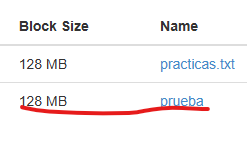 Block Size Name
128 MB practicas.txt
128 MB prueba